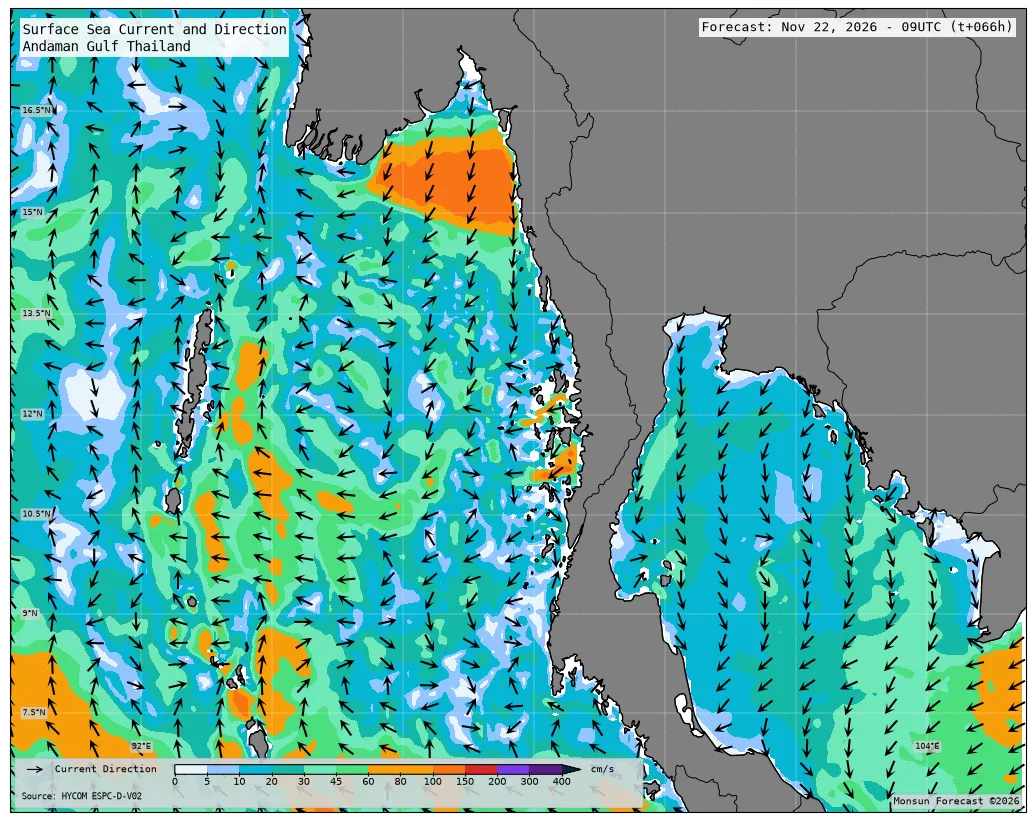 Surface Sea Current and Direction
Andaman Gulf Thailand
Forecast: Nov 22, 2026 - 09UTC (t+066h)
16.5°N
15°N
13.5°N
12°N
10.5°N
9°N
7.5°N
92°E
104°E
Current Direction
0 5 10 20 30 45 60 80 100 150 200 300 400 cm/s
Source: HYCOM ESPC-D-V02
Monsun Forecast ©2026